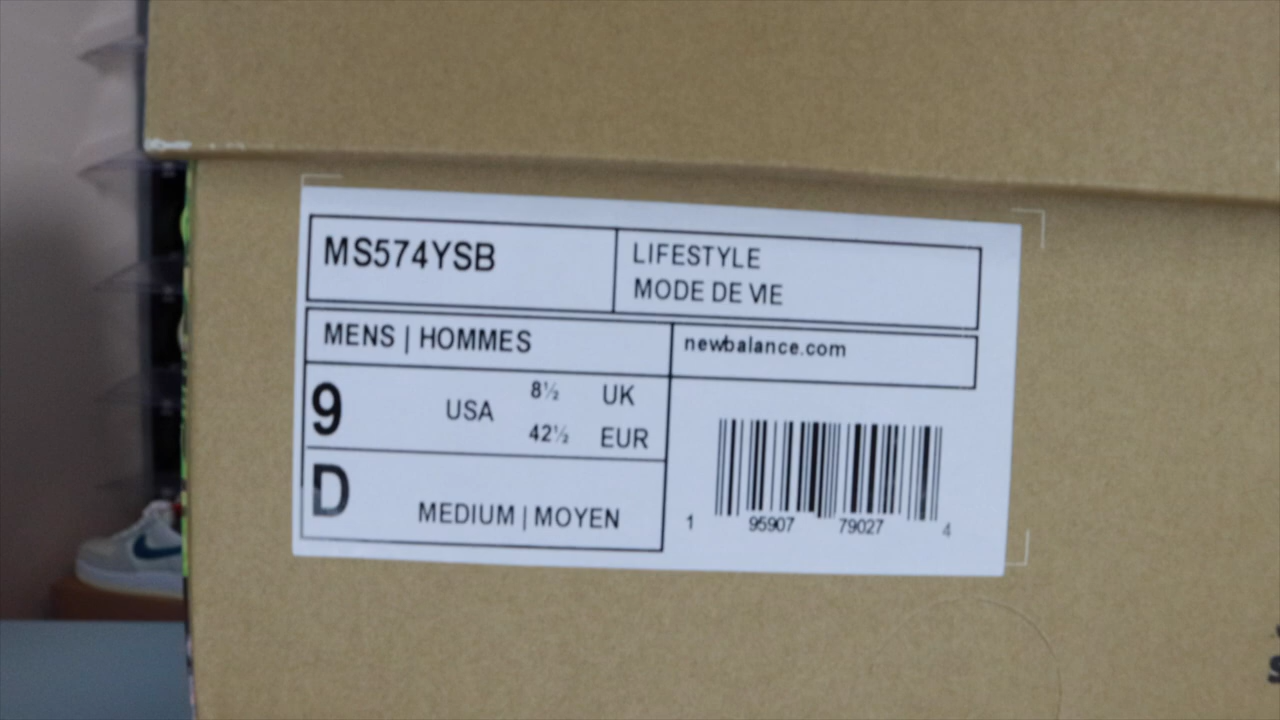 MS574YSB
LIFESTYLE
MODE DE VIE
MENS | HOMMES
newbalance.com
9 USA 8½ UK
42½ EUR
D MEDIUM | MOYEN
1 95907 79027 4